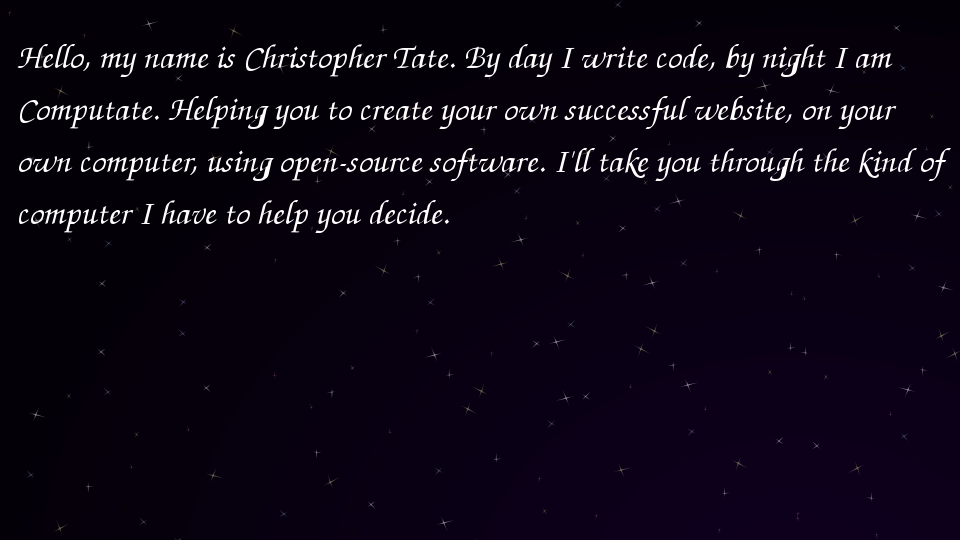 Hello, my name is Christopher Tate. By day I write code, by night I am
Computate. Helping you to create your own successful website, on your
own computer, using open-source software. I'll take you through the kind of
computer I have to help you decide.